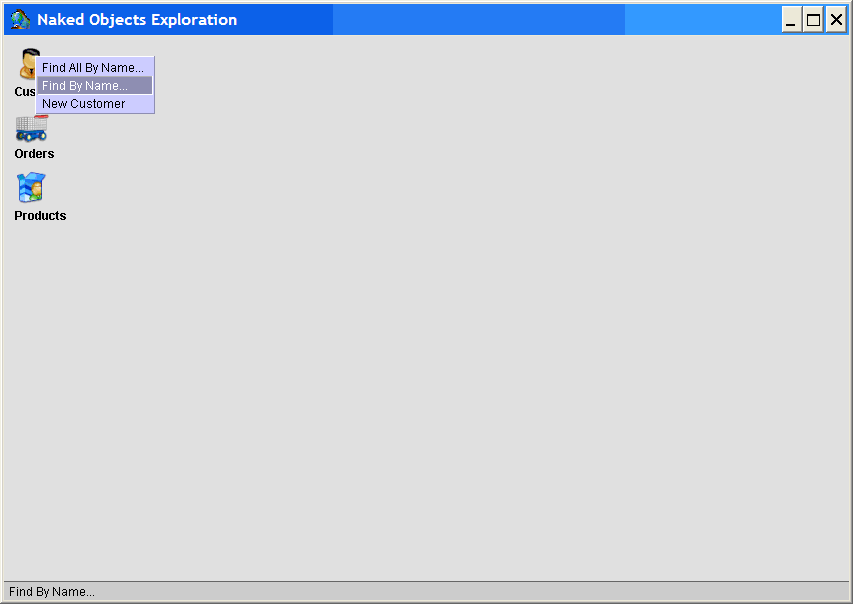 Naked Objects Exploration
Find All By Name...
Find By Name...
Cus
New Customer
Orders
Products
Find By Name...